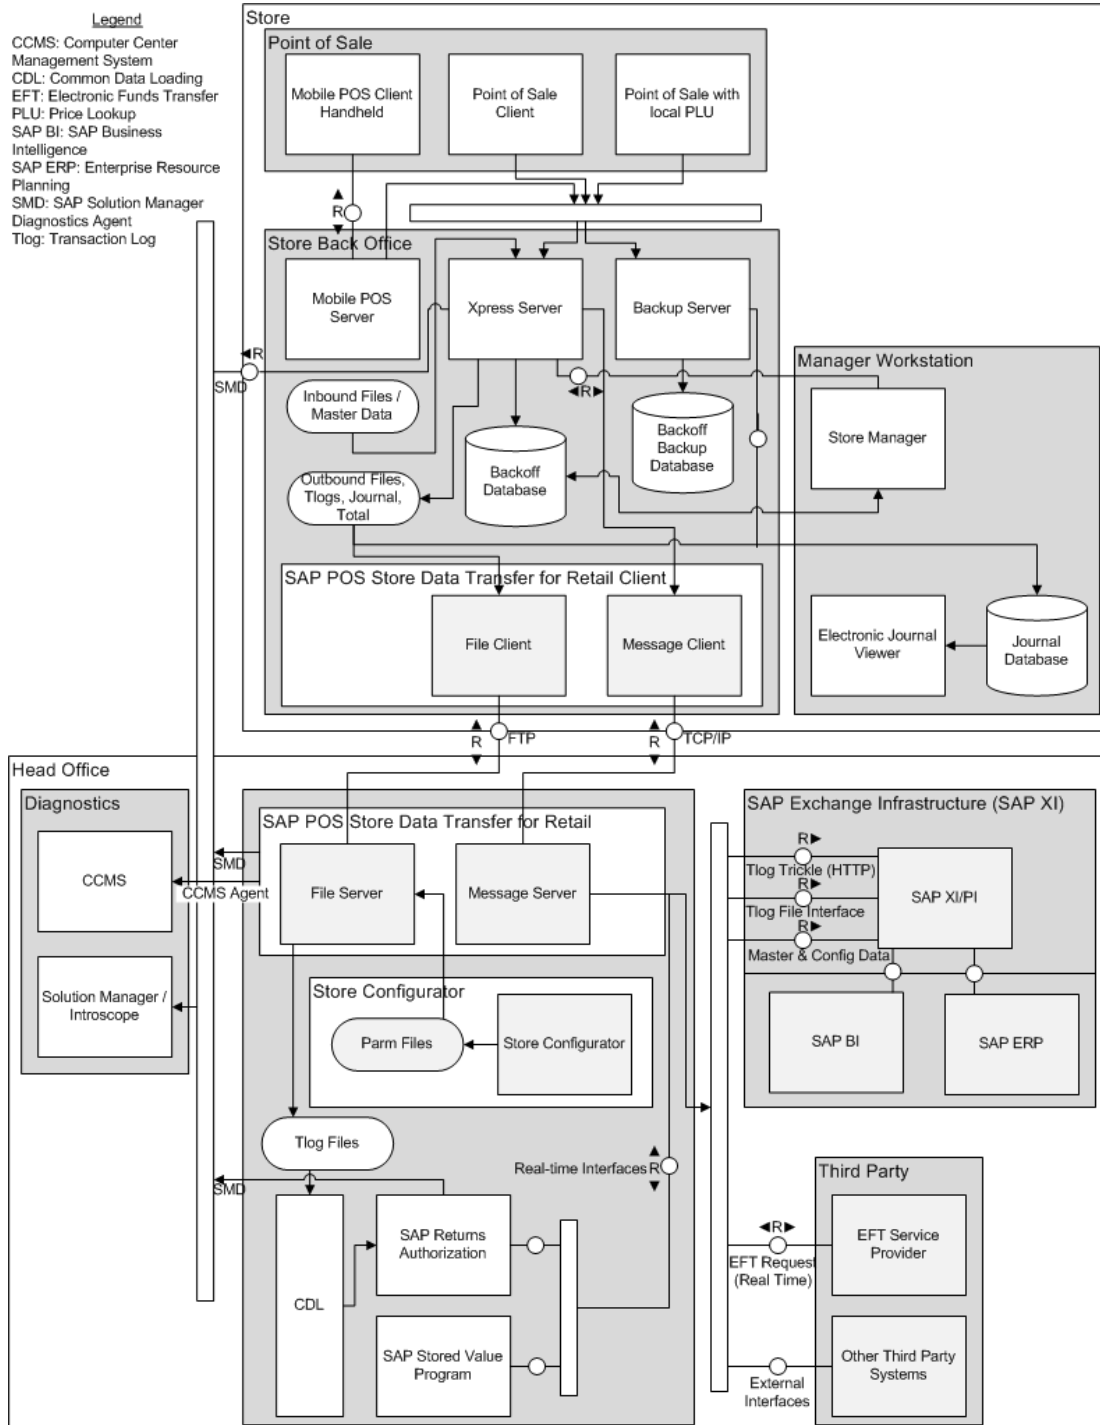 Legend
CCMS: Computer Center
Management System
CDL: Common Data Loading
EFT: Electronic Funds Transfer
PLU: Price Lookup
SAP BI: SAP Business
Intelligence
SAP ERP: Enterprise Resource
Planning
SMD: SAP Solution Manager
Diagnostics Agent
Tlog: Transaction Log
Store
Point of Sale
Mobile POS Client
Handheld
Point of Sale
Client
Point of Sale with
local PLU
R
Store Back Office
Mobile POS
Server
Xpress Server
Backup Server
R
SMD
Inbound Files /
Master Data
R
Backoff
Backup
Database
Outbound Files,
Tlogs, Journal,
Total
Backoff
Database
Manager Workstation
Store Manager
Electronic Journal
Viewer
Journal
Database
SAP POS Store Data Transfer for Retail Client
File Client
Message Client
R
FTP
R
TCP/IP
Head Office
Diagnostics
CCMS
Solution Manager /
Introscope
SMD
CCMS Agent
SAP POS Store Data Transfer for Retail
File Server
Message Server
Store Configurator
Parm Files
Store Configurator
Tlog Files
SMD
CDL
SAP Returns
Authorization
SAP Stored Value
Program
Real-time Interfaces
R
SAP Exchange Infrastructure (SAP XI)
R
Tlog Trickle (HTTP)
R
Tlog File Interface
R
Master & Config Data
SAP XI/PI
SAP BI
SAP ERP
Third Party
R
EFT Request
(Real Time)
EFT Service
Provider
External
Interfaces
Other Third Party
Systems